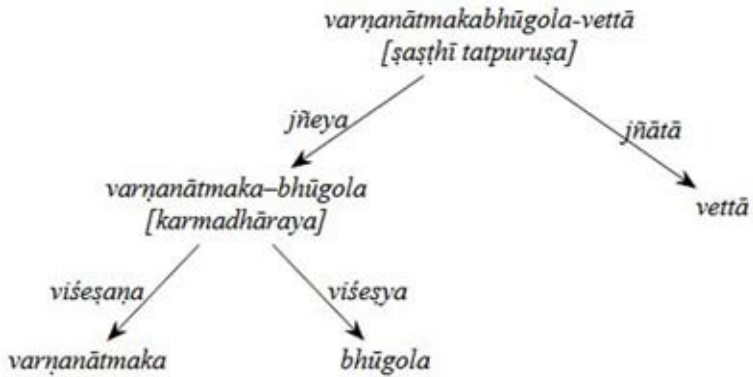 varṇanātmakabhūgola-vettā
[ṣaṣṭhī tatpuruṣa]
jñeya
jñātā
varṇanātmaka–bhūgola
[karmadhāraya]
vettā
viśeṣaṇa
viśeṣya
varṇanātmaka
bhūgola